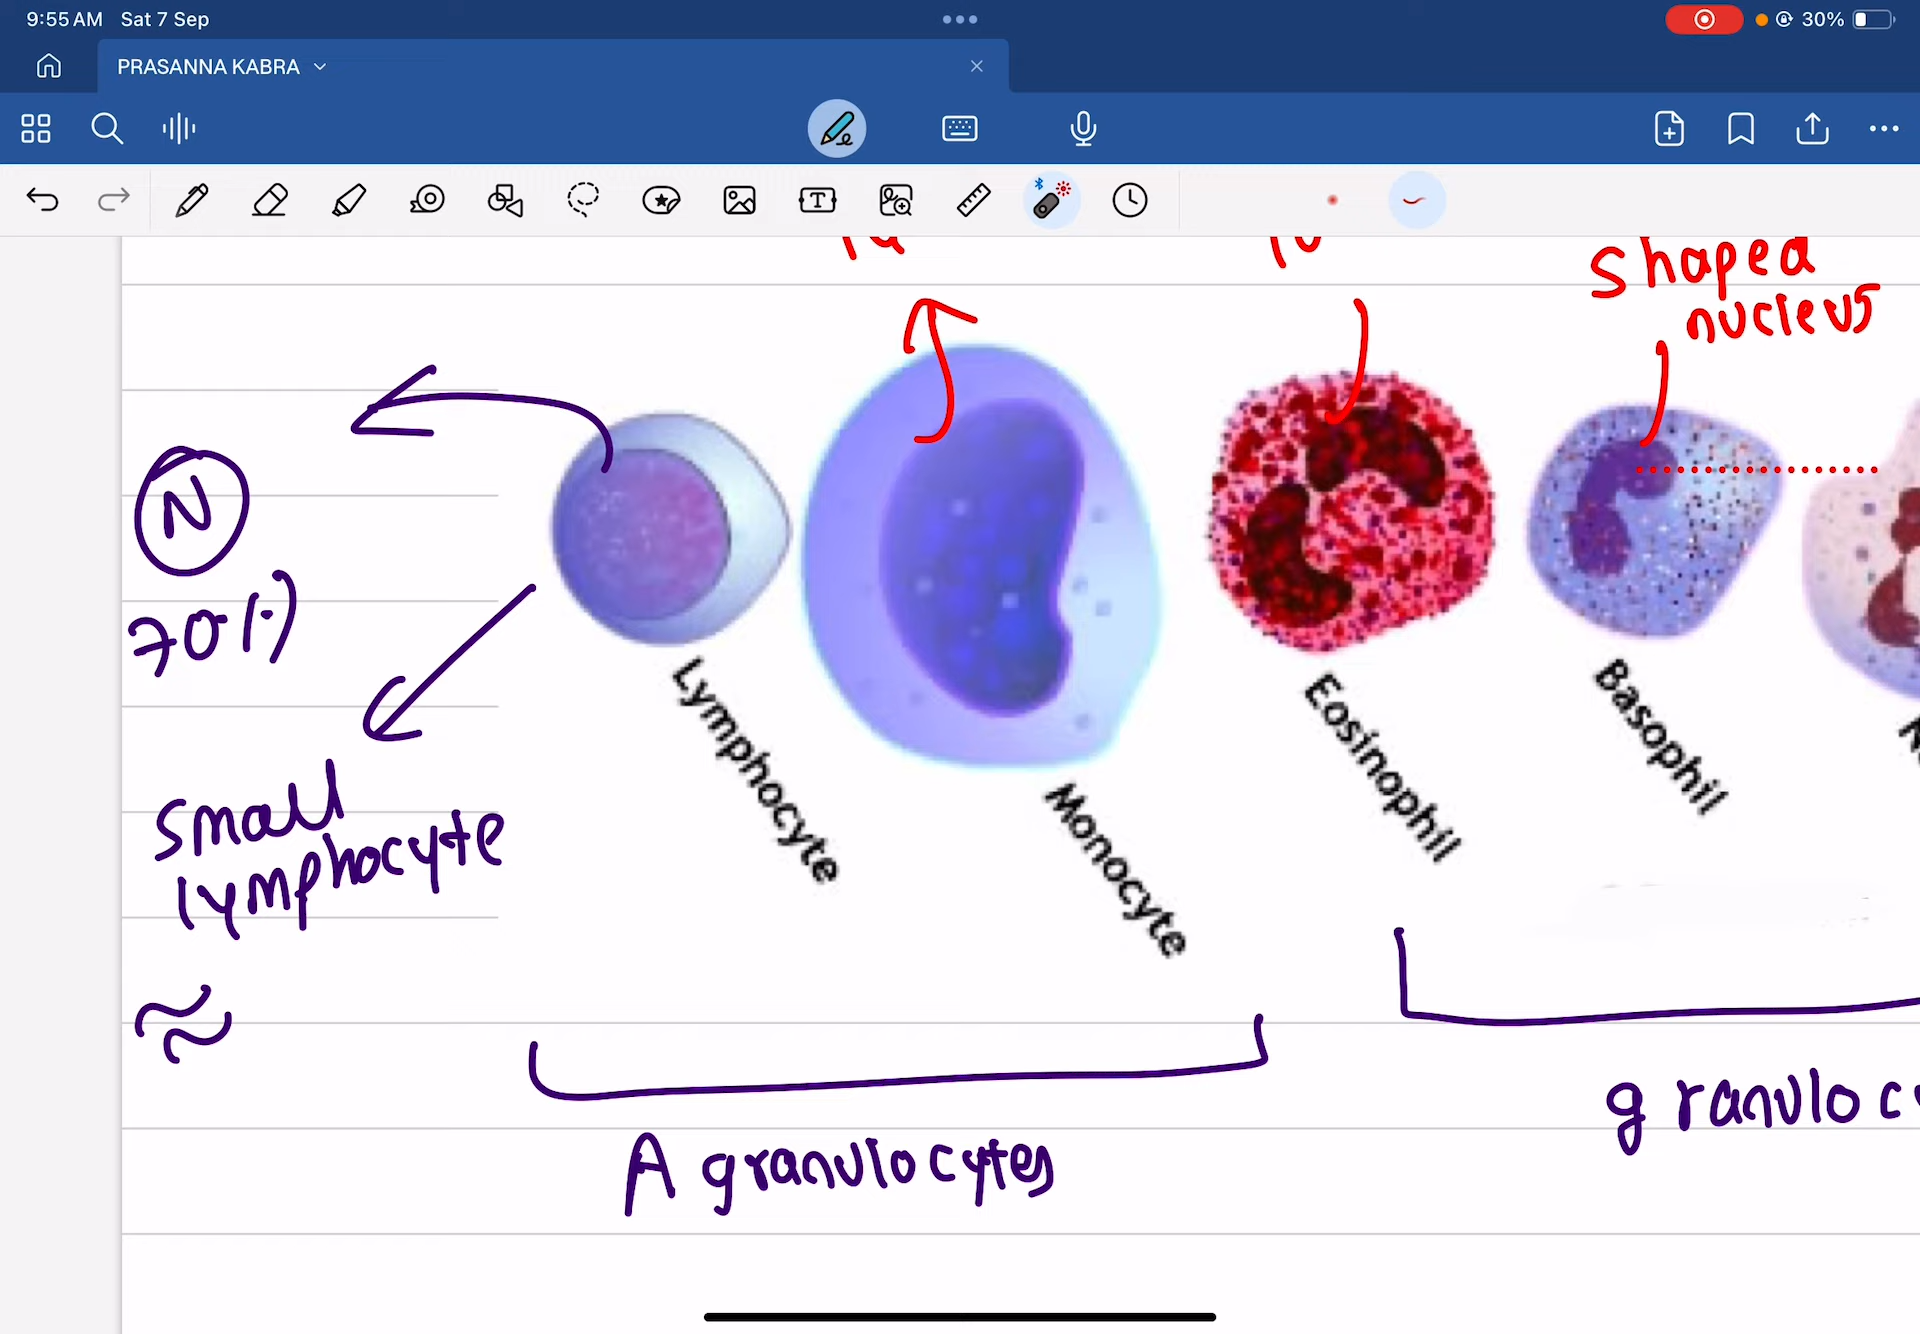 9:55 AM Sat 7 Sep
30%
PRASANNA KABRA
T
shaped
nucleus
N
70%
small
lymphocyte
Lymphocyte
Monocyte
Eosinophil
Basophil
A granulocytes
granuloc